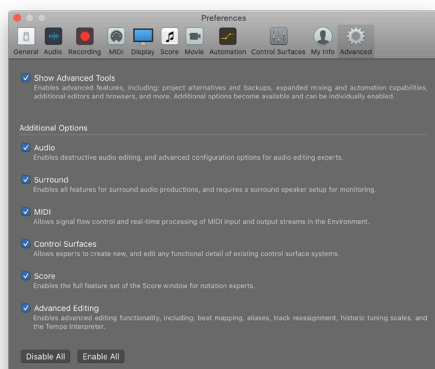 Preferences
General Audio Recording MIDI Display Score Movie Automation Control Surfaces My Info Advanced
Show Advanced Tools
Enables advanced features, including: project alternatives and backups, expanded mixing and automation capabilities,
additional editors and browsers, and more. Additional options become available and can be individually enabled.
Additional Options
Audio
Enables destructive audio editing, and advanced configuration options for audio editing experts.
Surround
Enables all features for surround audio productions, and requires a surround speaker setup for monitoring.
MIDI
Allows signal flow control and real-time processing of MIDI input and output streams in the Environment.
Control Surfaces
Allows experts to create new, and edit any functional detail of existing control surface systems.
Score
Enables the full feature set of the Score window for notation experts.
Advanced Editing
Enables advanced editing functionality, including: beat mapping, aliases, track reassignment, historic tuning scales, and
the Tempo Interpreter.
Disable All Enable All